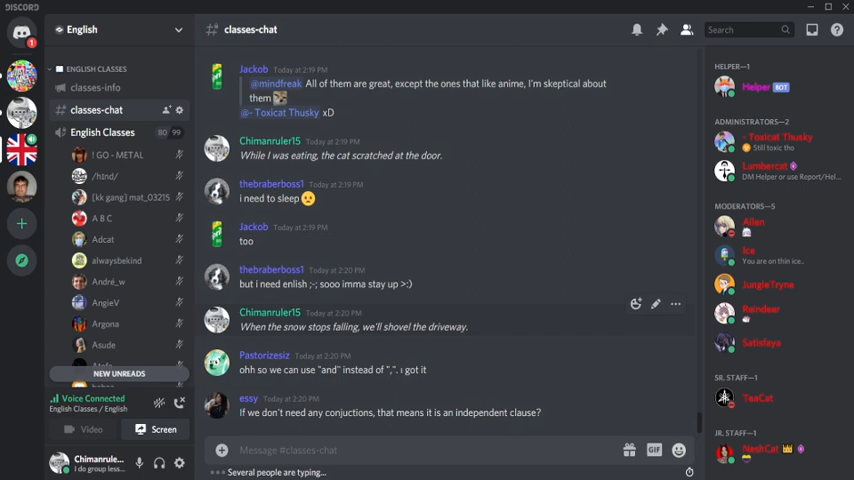 DISCORD
English
classes-chat
Search
1
ENGLISH CLASSES
classes-info
classes-chat
English Classes 80 99
! GO - METAL
/hɪnd/
[kk gang] mat_03215
A B C
Adcat
alwaysbekind
André_w
AngieV
Argona
Asude
NEW UNREADS
Voice Connected
English Classes / English
Video
Screen
Chimanrule...
I do group less...
Jackob Today at 2:19 PM
@mindfreak All of them are great, except the ones that like anime, I'm skeptical about
them
@- Toxicat Thusky xD
Chimanruler15 Today at 2:19 PM
While I was eating, the cat scratched at the door.
thebraberboss1 Today at 2:19 PM
i need to sleep
Jackob Today at 2:19 PM
too
thebraberboss1 Today at 2:20 PM
but i need enlish ;-; sooo imma stay up >:)
Chimanruler15 Today at 2:20 PM
When the snow stops falling, we'll shovel the driveway.
Pastorizesiz Today at 2:20 PM
ohh so we can use "and" instead of ",". ı got it
essy Today at 2:20 PM
If we don't need any conjuctions, that means it is an independent clause?
Message #classes-chat
GIF
Several people are typing...
HELPER—1
Helper BOT
ADMINISTRATORS—2
- Toxicat Thusky
Still toxic tho
Lumbercat
DM Helper or use Report/Hel...
MODERATORS—5
Allen
Ice
You are on thin ice..
JungleTryne
Reindeer
Satisfaya
SR. STAFF—1
TeaCat
JR. STAFF—1
NeshCat